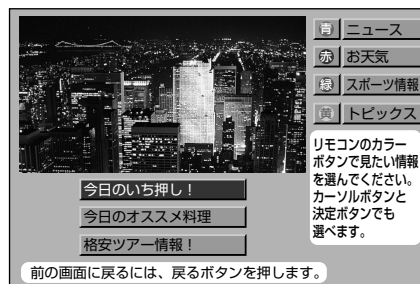 青 ニュース
赤 お天気
緑 スポーツ情報
黄 トピックス
リモコンのカラー
ボタンで見たい情報
を選んでください。
カーソルボタンと
決定ボタンでも
選べます。
今日のいち押し！
今日のオススメ料理
格安ツアー情報！
前の画面に戻るには、戻るボタンを押します。